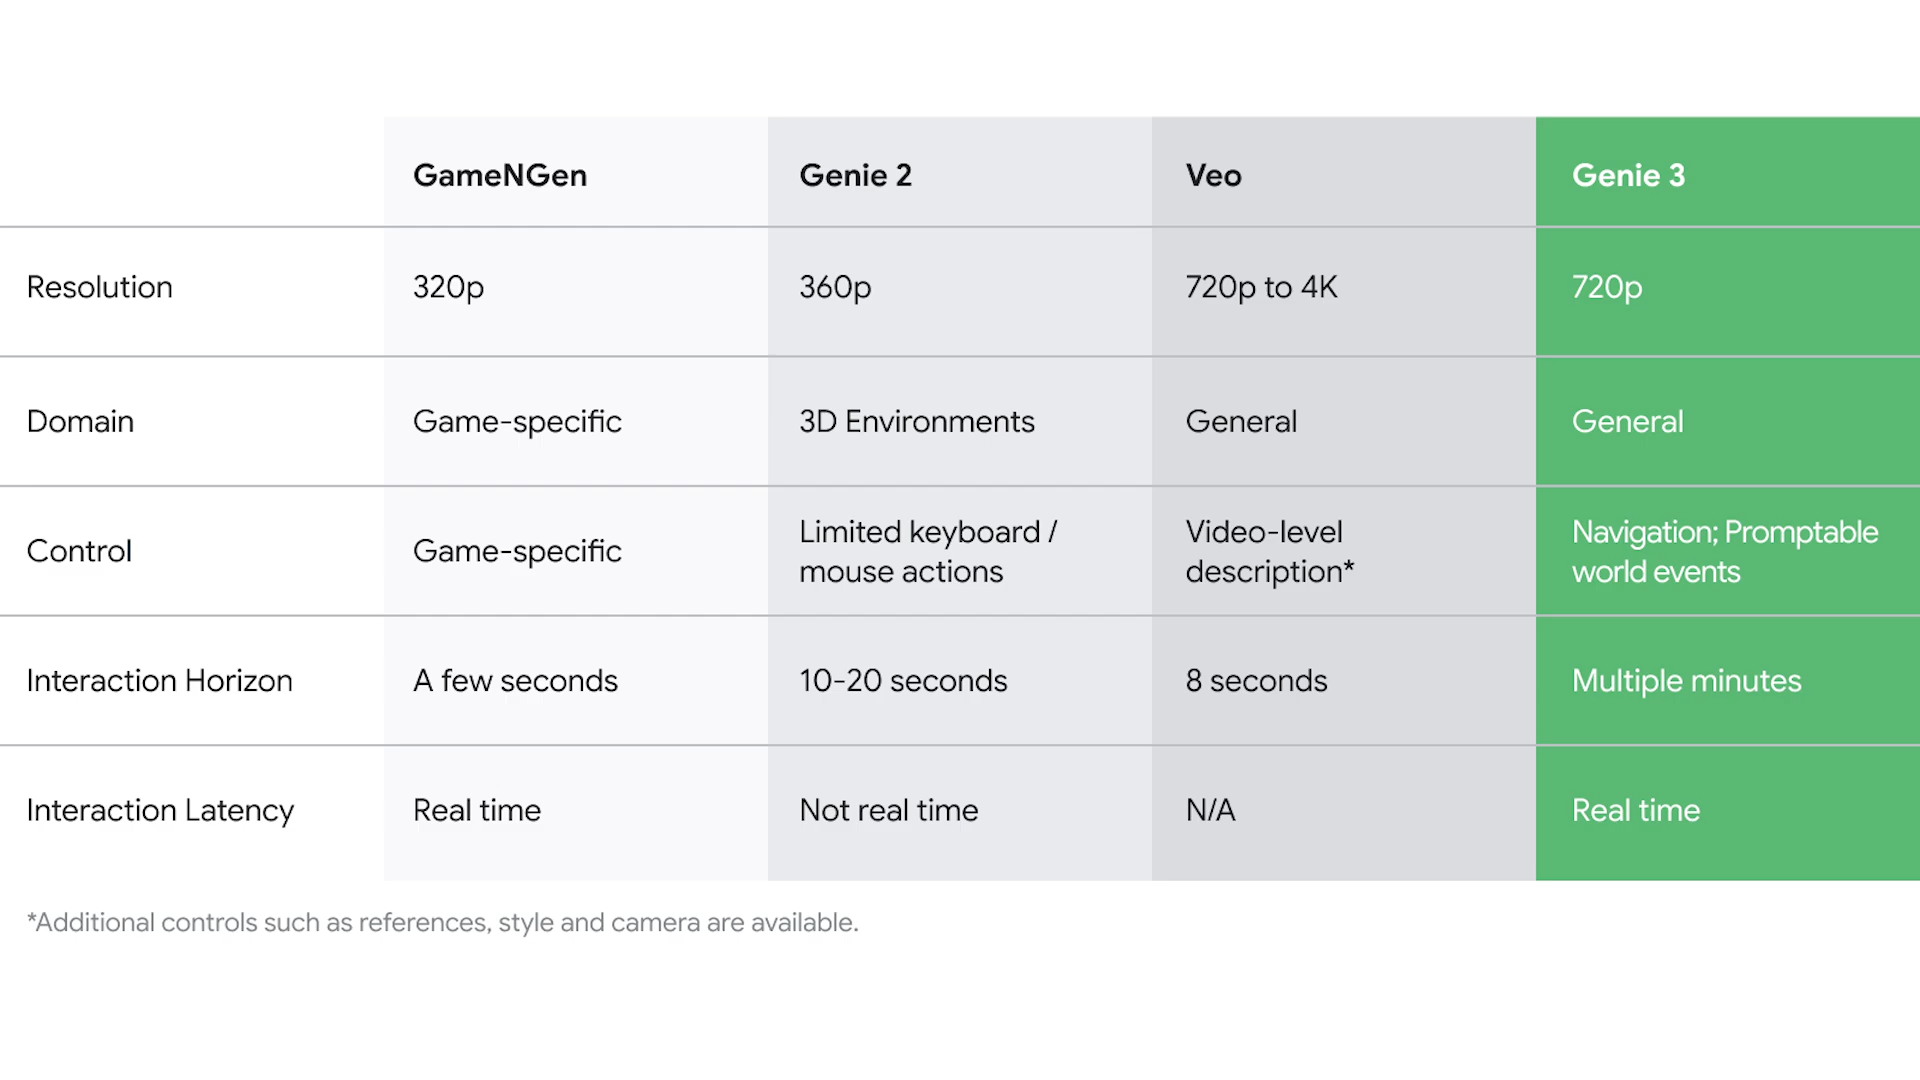 GameNGen Genie 2 Veo Genie 3
Resolution 320p 360p 720p to 4K 720p
Domain Game-specific 3D Environments General General
Control Game-specific Limited keyboard / mouse actions Video-level description* Navigation; Promptable world events
Interaction Horizon A few seconds 10-20 seconds 8 seconds Multiple minutes
Interaction Latency Real time Not real time N/A Real time
*Additional controls such as references, style and camera are available.